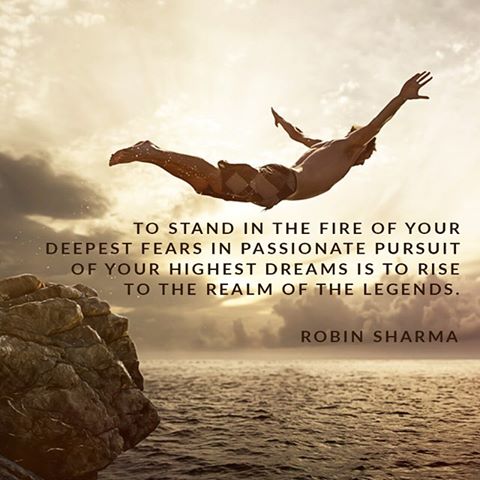 TO STAND IN THE FIRE OF YOUR
DEEPEST FEARS IN PASSIONATE PURSUIT
OF YOUR HIGHEST DREAMS IS TO RISE
TO THE REALM OF THE LEGENDS.
ROBIN SHARMA